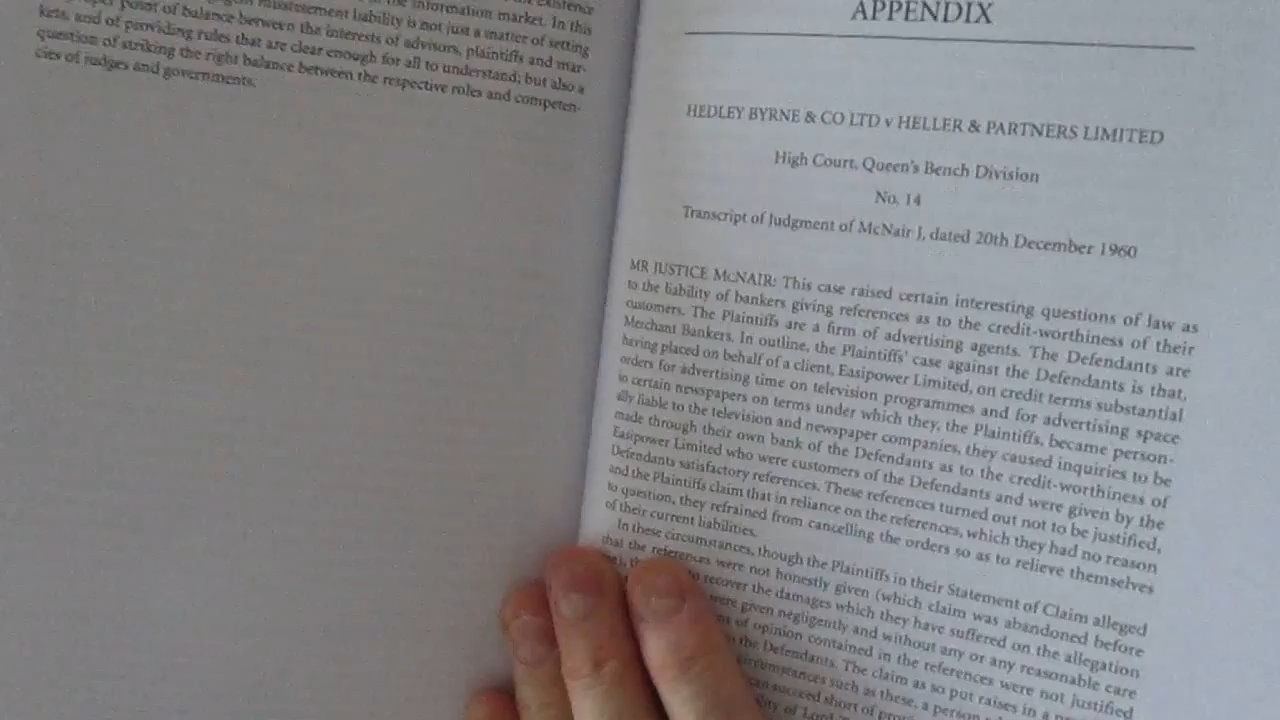 existence
the information market. In this
misstatement liability is not just a matter of setting
point of balance between the interests of advisors, plaintiffs and mar-
kets, and of providing rules that are clear enough for all to understand; but also a
question of striking the right balance between the respective roles and competen-
cies of judges and governments.
APPENDIX
HEDLEY BYRNE & CO LTD v HELLER & PARTNERS LIMITED
High Court, Queen's Bench Division
No. 14
Transcript of Judgment of McNair J, dated 20th December 1960
MR JUSTICE McNAIR: This case raised certain interesting questions of law as
to the liability of bankers giving references as to the credit-worthiness of their
customers. The Plaintiffs are a firm of advertising agents. The Defendants are
Merchant Bankers. In outline, the Plaintiffs' case against the Defendants is that,
having placed on behalf of a client, Easipower Limited, on credit terms substantial
orders for advertising time on television programmes and for advertising space
in certain newspapers on terms under which they, the Plaintiffs, became person-
ally liable to the television and newspaper companies, they caused inquiries to be
made through their own bank of the Defendants as to the credit-worthiness of
Easipower Limited who were customers of the Defendants and were given by the
Defendants satisfactory references. These references turned out not to be justified,
and the Plaintiffs claim that in reliance on the references, which they had no reason
to question, they refrained from cancelling the orders so as to relieve themselves
of their current liabilities.
In these circumstances, though the Plaintiffs in their Statement of Claim alleged
that the references were not honestly given (which claim was abandoned before
to recover the damages which they have suffered on the allegation
were given negligently and without any or any reasonable care
of opinion contained in the references were not justified
the Defendants. The claim as so put raises in a
circumstances such as these, a person
can succeed short of
of Lord